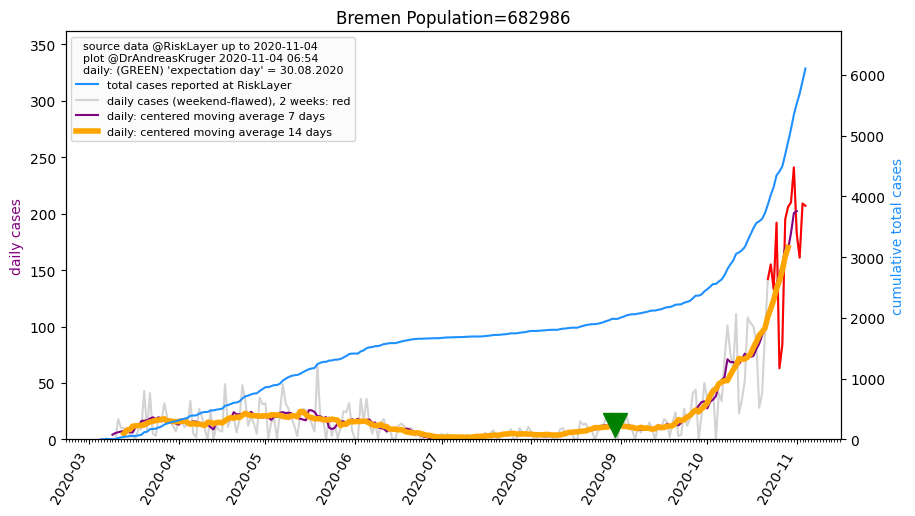 Bremen Population=682986
source data @RiskLayer up to 2020-11-04
plot @DrAndreasKruger 2020-11-04 06:54
daily: (GREEN) 'expectation day' = 30.08.2020
total cases reported at RiskLayer
daily cases (weekend-flawed), 2 weeks: red
daily: centered moving average 7 days
daily: centered moving average 14 days
daily cases
350
300
250
200
150
100
50
0
cumulative total cases
6000
5000
4000
3000
2000
1000
0
2020-03
2020-04
2020-05
2020-06
2020-07
2020-08
2020-09
2020-10
2020-11